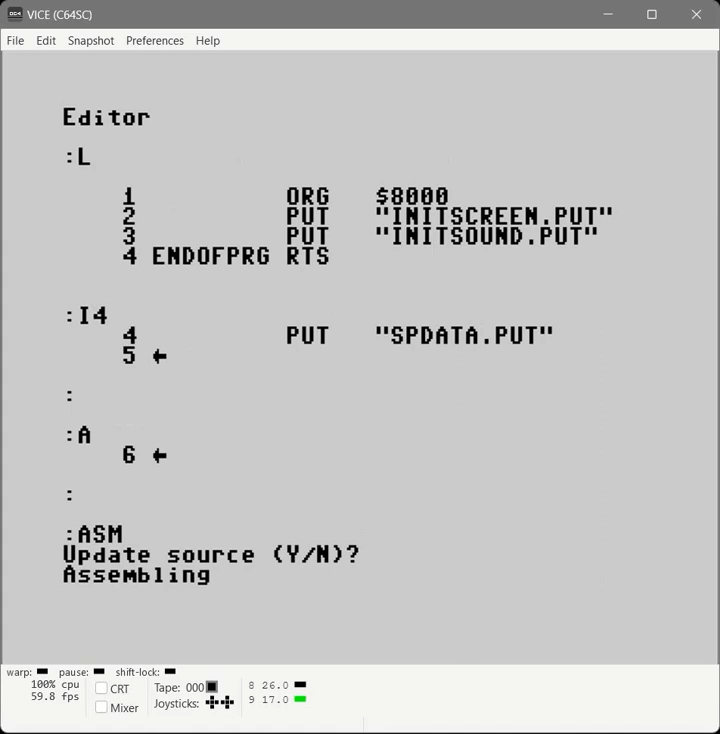 VICE (C64SC)
File Edit Snapshot Preferences Help
Editor
:L
1 ORG $8000
2 PUT "INITSCREEN.PUT"
3 PUT "INITSOUND.PUT"
4 ENDOFPRG RTS
:I4
4 PUT "SPDATA.PUT"
5 ←
:
:A
6 ←
:
:ASM
Update source (Y/N)?
Assembling
warp: pause: shift-lock:
100% cpu CRT Tape: 000 8 26.0
59.8 fps Mixer Joysticks: 9 17.0